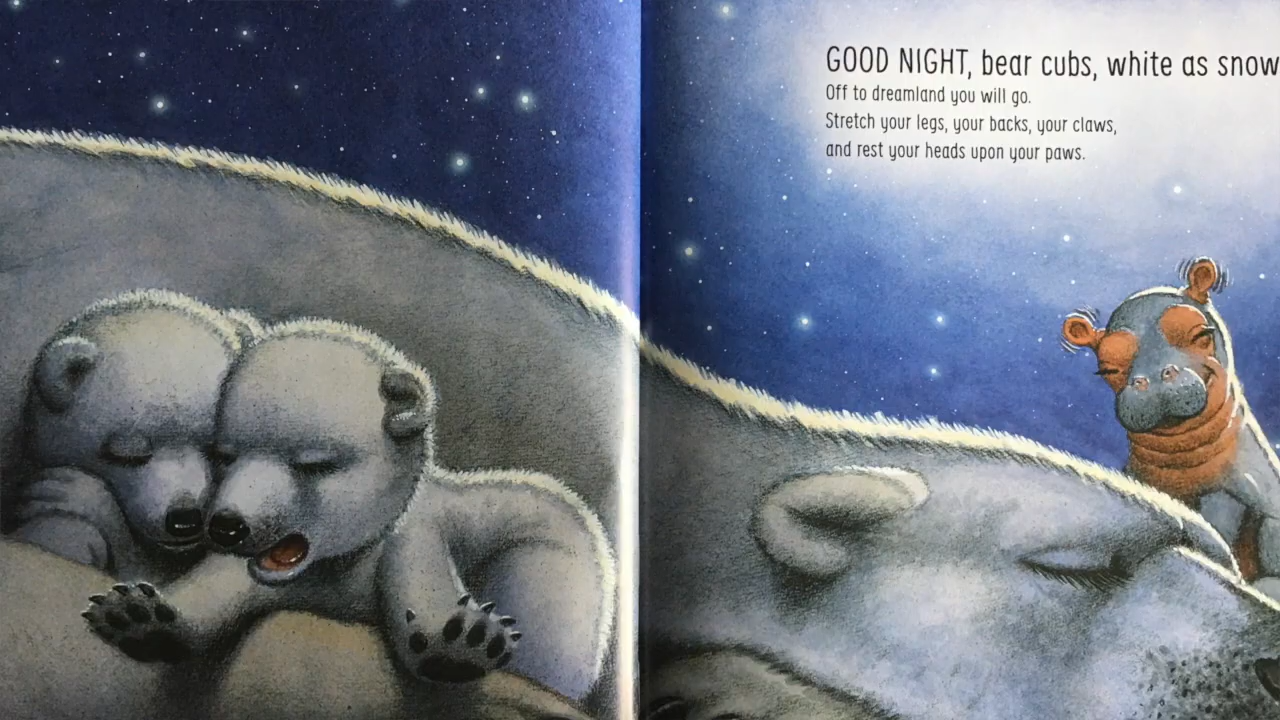 GOOD NIGHT, bear cubs, white as snow
Off to dreamland you will go.
Stretch your legs, your backs, your claws,
and rest your heads upon your paws.